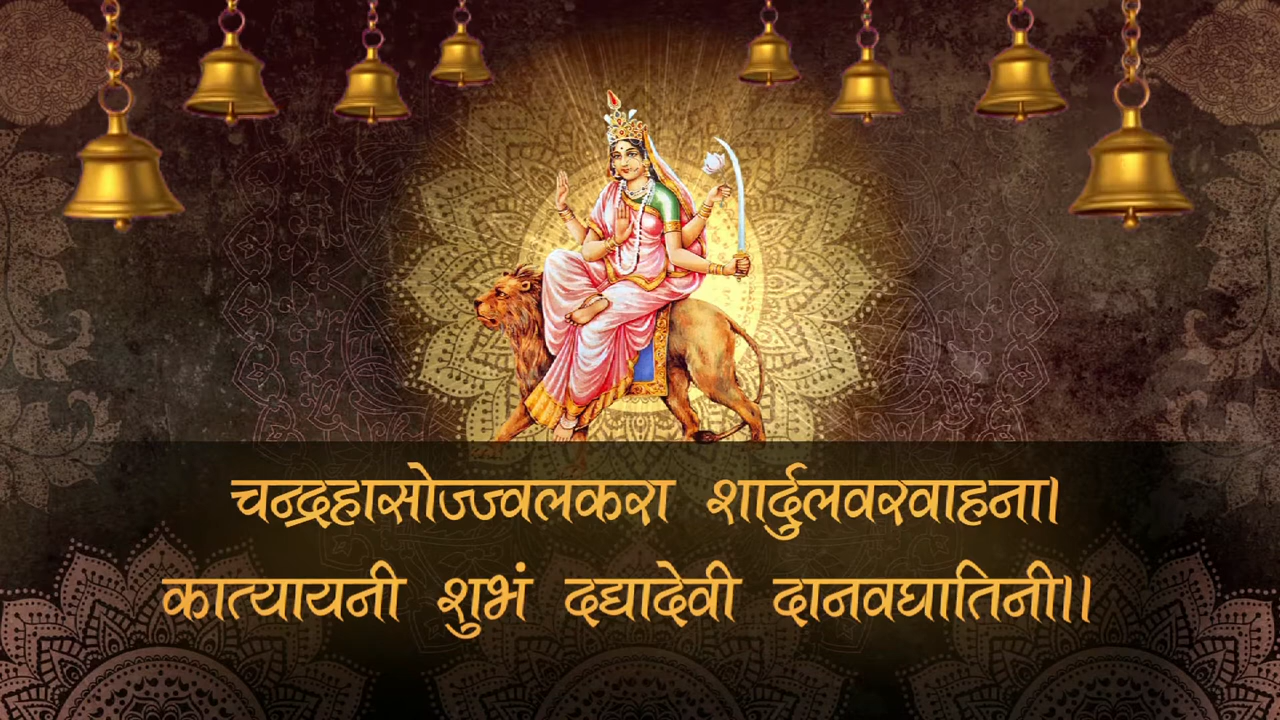 चन्द्रहासोज्ज्वलकरा शार्दुलवरवाहना।
कात्यायनी शुभं दद्यादेवी दानवघातिनी।।